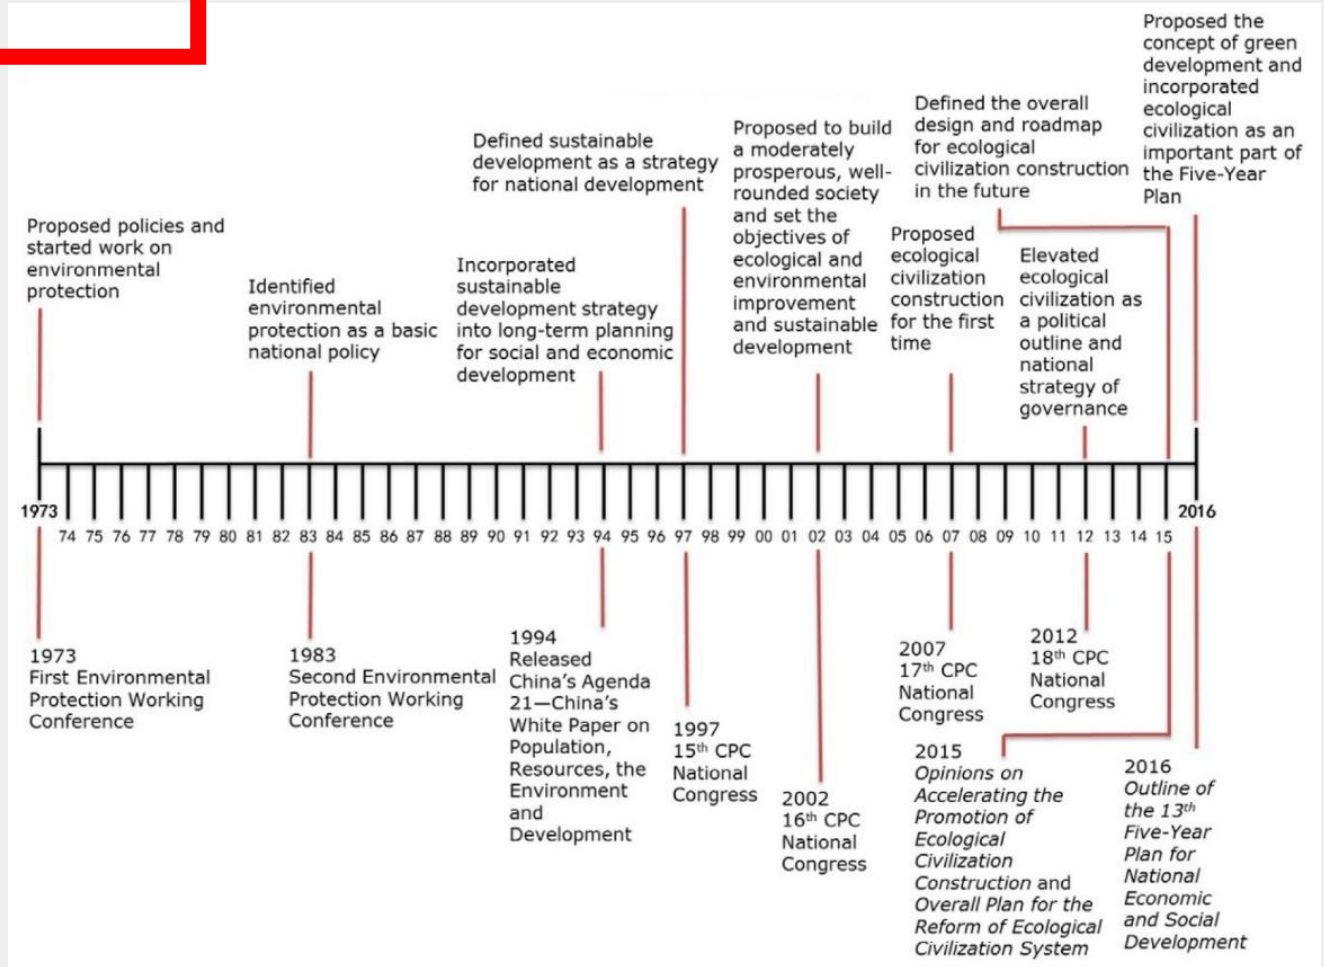 Proposed the
concept of green
development and
incorporated
ecological
civilization as an
important part of
the Five-Year
Plan
Defined the overall
design and roadmap
for ecological
civilization construction
in the future
Proposed to build
a moderately
prosperous, well-
rounded society
and set the
objectives of
ecological and
environmental
improvement
and sustainable
development
Defined sustainable
development as a strategy
for national development
Proposed policies and
started work on
environmental
protection
Identified
environmental
protection as a basic
national policy
Incorporated
sustainable
development strategy
into long-term planning
for social and economic
development
Proposed
ecological
civilization
construction
for the first
time
Elevated
ecological
civilization as
a political
outline and
national
strategy of
governance
1973 74 75 76 77 78 79 80 81 82 83 84 85 86 87 88 89 90 91 92 93 94 95 96 97 98 99 00 01 02 03 04 05 06 07 08 09 10 11 12 13 14 15 2016
1973
First Environmental
Protection Working
Conference
1983
Second Environmental
Protection Working
Conference
1994
Released
China's Agenda
21—China's
White Paper on
Population,
Resources, the
Environment
and
Development
1997
15th CPC
National
Congress
2002
16th CPC
National
Congress
2007
17th CPC
National
Congress
2012
18th CPC
National
Congress
2015
Opinions on
Accelerating the
Promotion of
Ecological
Civilization
Construction and
Overall Plan for the
Reform of Ecological
Civilization System
2016
Outline of
the 13th
Five-Year
Plan for
National
Economic
and Social
Development